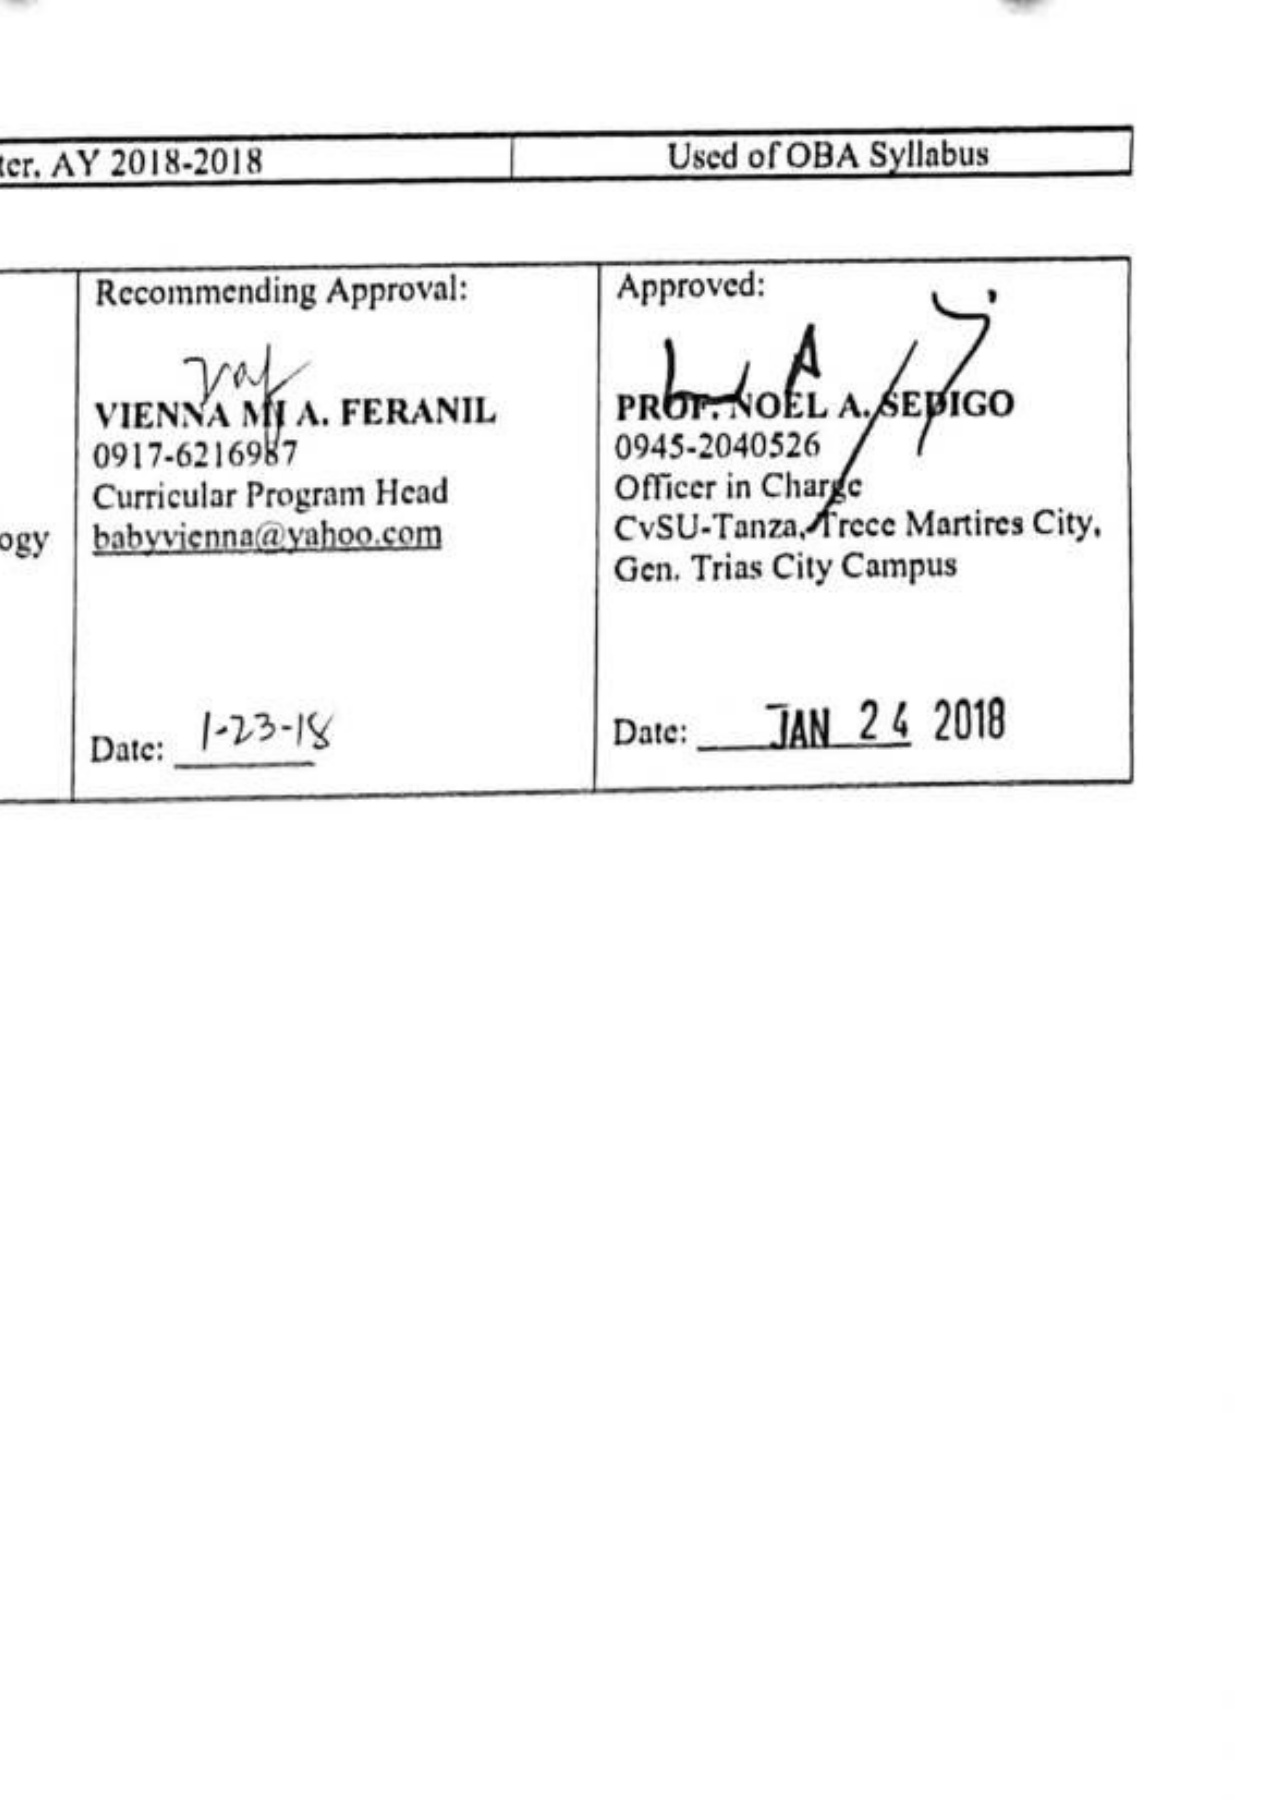 ter, AY 2018-2018
Used of OBA Syllabus
ogy
Recommending Approval:
VIENNA MJ A. FERANIL
0917-6216987
Curricular Program Head
babyvienna@yahoo.com
Date: 1-23-18
Approved:
PROF. NOEL A. SEDIGO
0945-2040526
Officer in Charge
CvSU-Tanza, Trece Martires City,
Gen. Trias City Campus
Date: JAN 24 2018